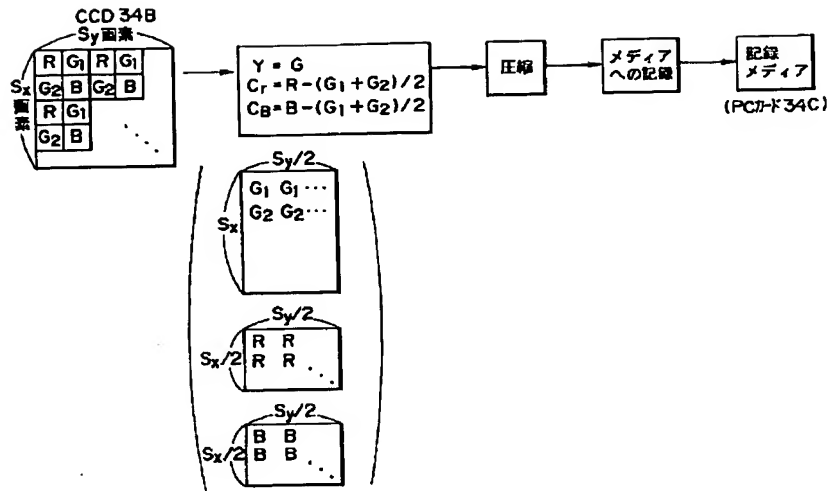 CCD 34B
Sy画素
R G₁ R G₁
G₂ B G₂ B
R G₁
G₂ B
Sx画素
Y = G
Cr = R-(G₁+G₂)/2
CB = B-(G₁+G₂)/2
圧縮
メディア
への記録
記録
メディア
(PCカード34C)
Sy/2
G₁ G₁ …
G₂ G₂ …
Sx
Sy/2
R R
R R
Sx/2
Sy/2
B B
B B
Sx/2